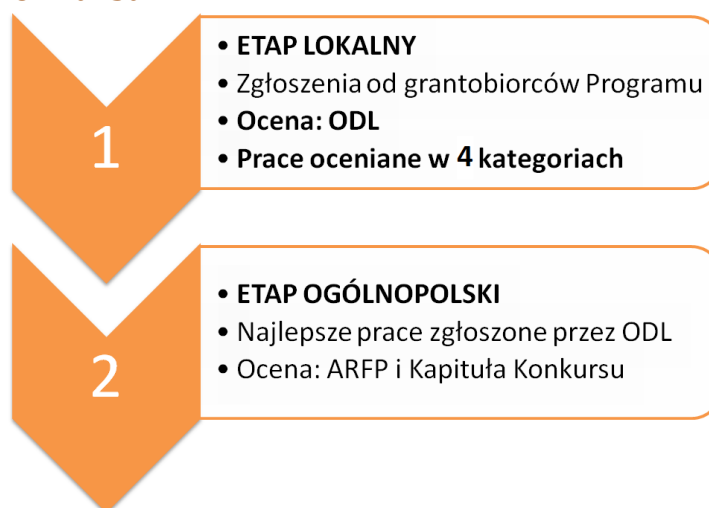 1
• ETAP LOKALNY
• Zgłoszenia od grantobiorców Programu
• Ocena: ODL
• Prace oceniane w 4 kategoriach
2
• ETAP OGÓLNOPOLSKI
• Najlepsze prace zgłoszone przez ODL
• Ocena: ARFP i Kapituła Konkursu